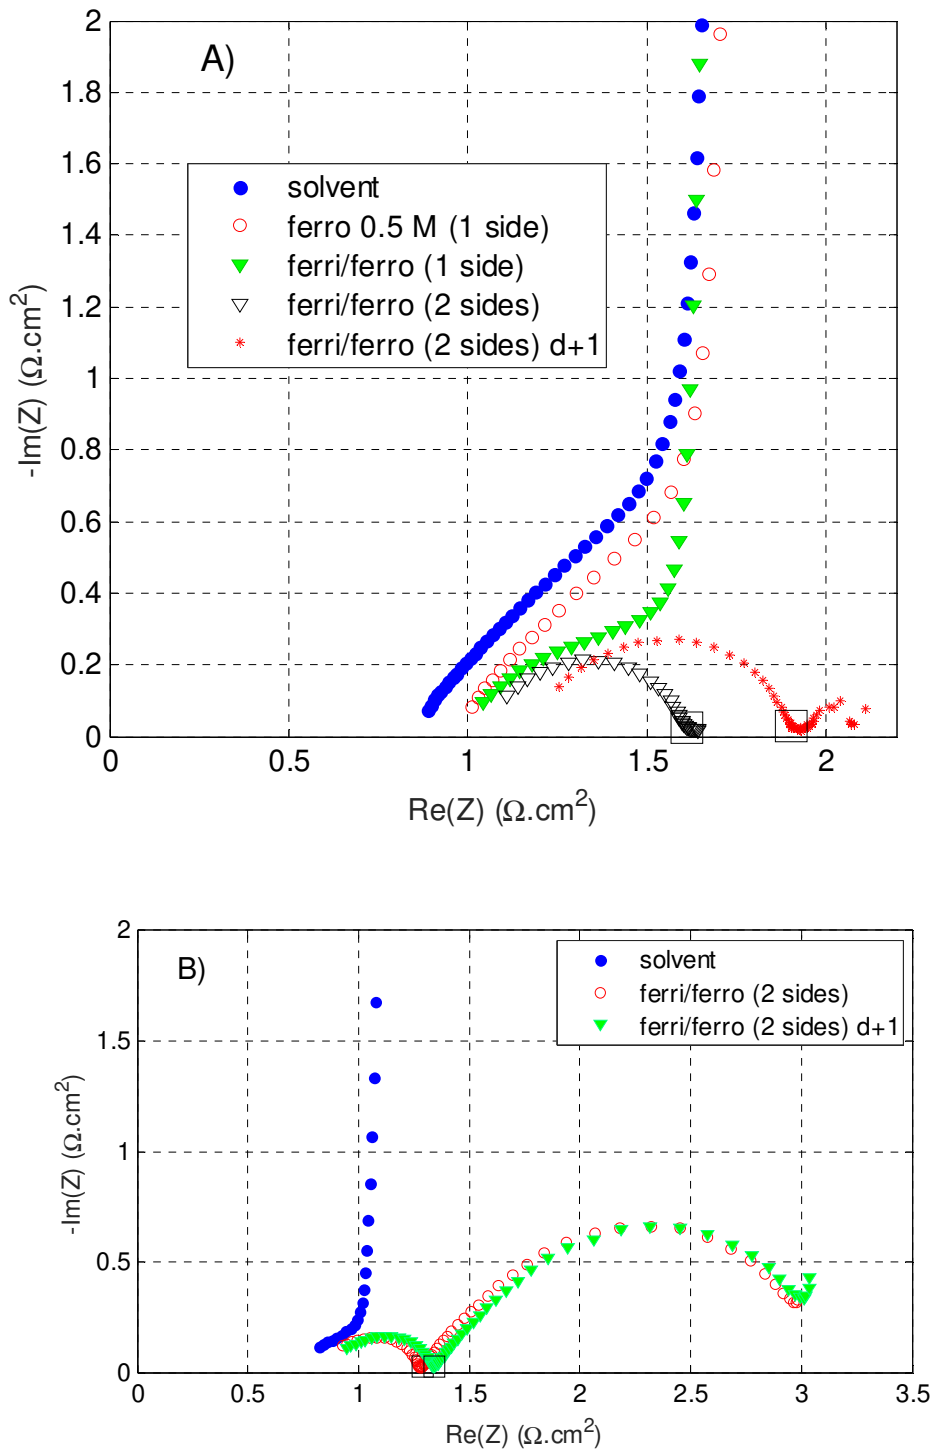 A)
2
1.8
1.6
1.4
1.2
1
0.8
0.6
0.4
0.2
0
-Im(Z) (Ω.cm²)
solvent
ferro 0.5 M (1 side)
ferri/ferro (1 side)
ferri/ferro (2 sides)
ferri/ferro (2 sides) d+1
0 0.5 1 1.5 2
Re(Z) (Ω.cm²)
B)
2
1.5
1
0.5
0
-Im(Z) (Ω.cm²)
solvent
ferri/ferro (2 sides)
ferri/ferro (2 sides) d+1
0 0.5 1 1.5 2 2.5 3 3.5
Re(Z) (Ω.cm²)